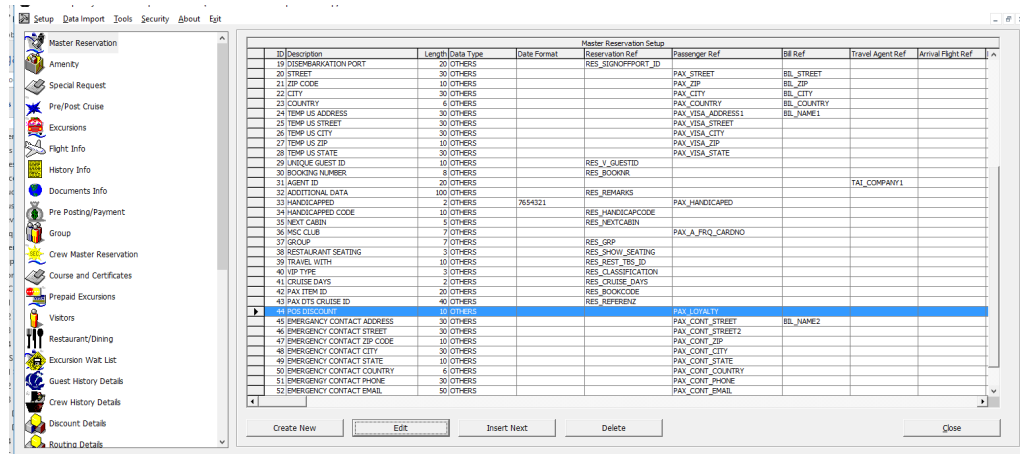 Setup Data Import Tools Security About Exit
Master Reservation
Amenity
Special Request
Pre/Post Cruise
Excursions
Flight Info
History Info
Documents Info
Pre Posting/Payment
Group
Crew Master Reservation
Course and Certificates
Prepaid Excursions
Visitors
Restaurant/Dining
Excursion Wait List
Guest History Details
Crew History Details
Discount Details
Routing Details
Master Reservation Setup
ID Description Length Data Type Date Format Reservation Ref Passenger Ref Bill Ref Travel Agent Ref Arrival Flight Ref
19 DISEMBARKATION PORT 20 OTHERS RES_SIGNOFFPORT_ID
20 STREET 30 OTHERS PAX_STREET BIL_STREET
21 ZIP CODE 10 OTHERS PAX_ZIP BIL_ZIP
22 CITY 30 OTHERS PAX_CITY BIL_CITY
23 COUNTRY 6 OTHERS PAX_COUNTRY BIL_COUNTRY
24 TEMP US ADDRESS 30 OTHERS PAX_VISA_ADDRESS1 BIL_NAME1
25 TEMP US STREET 30 OTHERS PAX_VISA_STREET
26 TEMP US CITY 30 OTHERS PAX_VISA_CITY
27 TEMP US ZIP 10 OTHERS PAX_VISA_ZIP
28 TEMP US STATE 30 OTHERS PAX_VISA_STATE
29 UNIQUE GUEST ID 10 OTHERS RES_V_GUESTID
30 BOOKING NUMBER 8 OTHERS RES_BOOKNR
31 AGENT ID 20 OTHERS TAI_COMPANY1
32 ADDITIONAL DATA 100 OTHERS RES_REMARKS
33 HANDICAPPED 2 OTHERS 7654321 PAX_HANDICAPED
34 HANDICAPPED CODE 10 OTHERS RES_HANDICAPCODE
35 NEXT CABIN 5 OTHERS RES_NEXTCABIN
36 MSC CLUB 7 OTHERS PAX_A_FRQ_CARDNO
37 GROUP 7 OTHERS RES_GRP
38 RESTAURANT SEATING 3 OTHERS RES_SHOW_SEATING
39 TRAVEL WITH 10 OTHERS RES_REST_TBS_ID
40 VIP TYPE 3 OTHERS RES_CLASSIFICATION
41 CRUISE DAYS 2 OTHERS RES_CRUISE_DAYS
42 PAX ITEM ID 20 OTHERS RES_BOOKCODE
43 PAX DTS CRUISE ID 40 OTHERS RES_REFERENZ
44 POS DISCOUNT 10 OTHERS PAX_LOYALTY
45 EMERGANCY CONTACT ADDRESS 30 OTHERS PAX_CONT_STREET BIL_NAME2
46 EMERGENCY CONTACT STREET 30 OTHERS PAX_CONT_STREET2
47 EMERGENCY CONTACT ZIP CODE 10 OTHERS PAX_CONT_ZIP
48 EMERGENCY CONTACT CITY 30 OTHERS PAX_CONT_CITY
49 EMERGENCY CONTACT STATE 10 OTHERS PAX_CONT_STATE
50 EMERGENCY CONTACT COUNTRY 6 OTHERS PAX_CONT_COUNTRY
51 EMERGENGY CONTACT PHONE 30 OTHERS PAX_CONT_PHONE
52 EMERGENCY CONTACT EMAIL 50 OTHERS PAX_CONT_EMAIL
Create New Edit Insert Next Delete Close